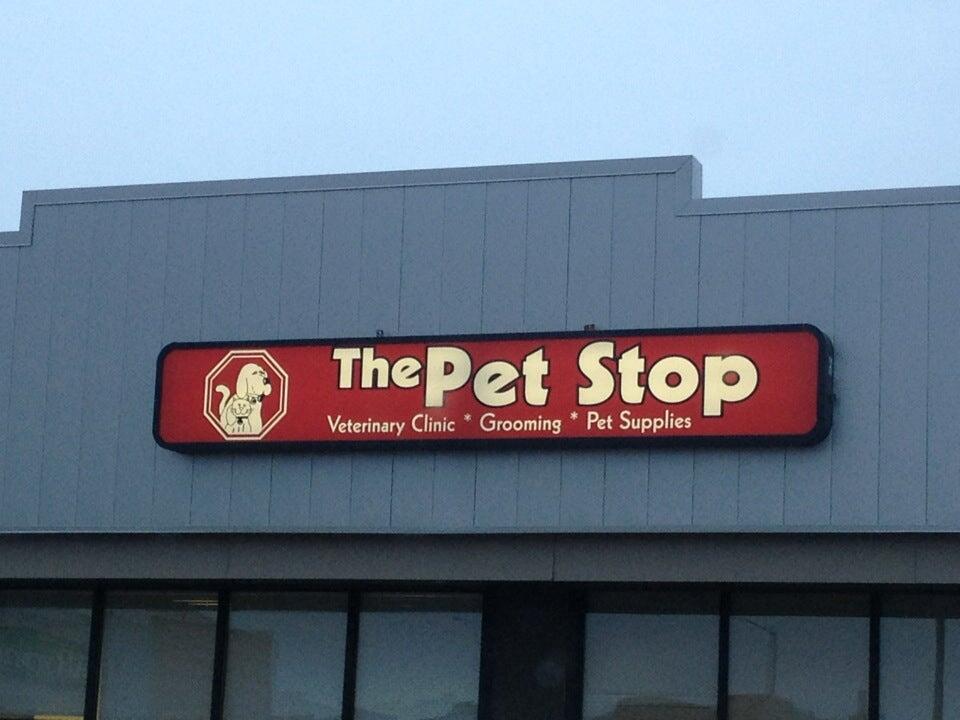 The Pet Stop
Veterinary Clinic * Grooming * Pet Supplies